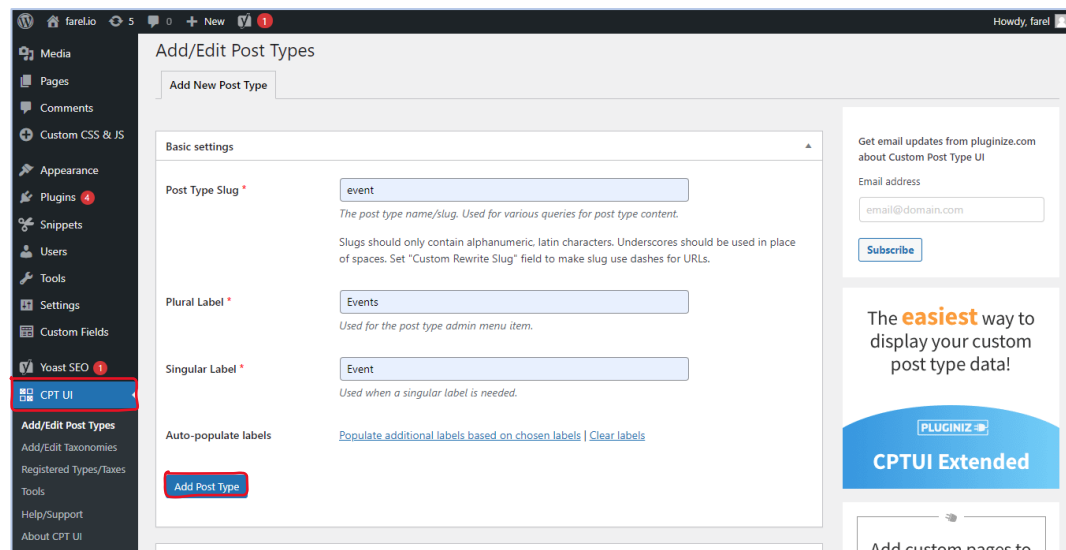 farel.io 5 0 + New 1 Howdy, farel
Media
Pages
Comments
Custom CSS & JS
Appearance
Plugins 4
Snippets
Users
Tools
Settings
Custom Fields
Yoast SEO 1
CPT UI
Add/Edit Post Types
Add/Edit Taxonomies
Registered Types/Taxes
Tools
Help/Support
About CPT UI
Add/Edit Post Types
Add New Post Type
Basic settings
Post Type Slug *
event
The post type name/slug. Used for various queries for post type content.
Slugs should only contain alphanumeric, latin characters. Underscores should be used in place
of spaces. Set "Custom Rewrite Slug" field to make slug use dashes for URLs.
Plural Label *
Events
Used for the post type admin menu item.
Singular Label *
Event
Used when a singular label is needed.
Auto-populate labels
Populate additional labels based on chosen labels | Clear labels
Add Post Type
Get email updates from pluginize.com
about Custom Post Type UI
Email address
email@domain.com
Subscribe
The easiest way to
display your custom
post type data!
PLUGINIZ
CPTUI Extended
Add custom pages to